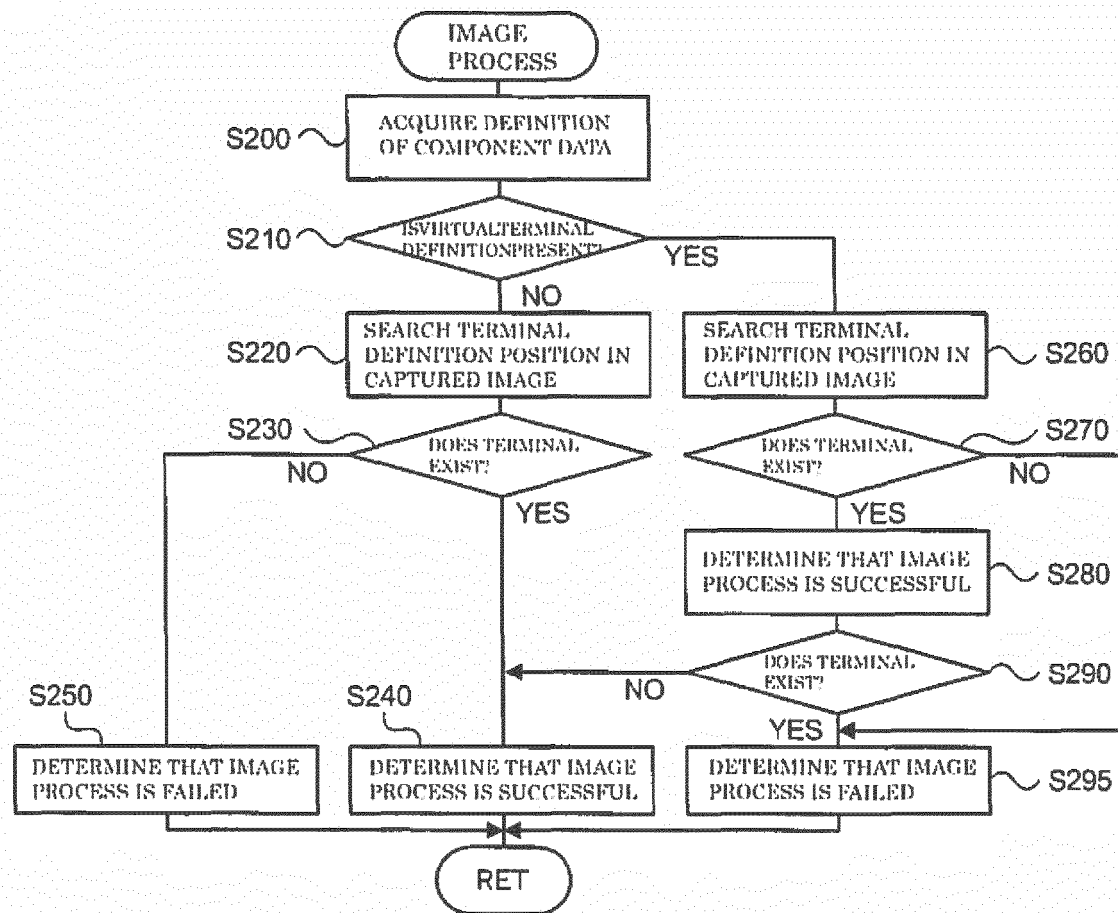 IMAGE
PROCESS
S200
ACQUIRE DEFINITION
OF COMPONENT DATA
S210
ISVIRTUALTERMINAL
DEFINITIONPRESENT?
YES
NO
S220
SEARCH TERMINAL
DEFINITION POSITION IN
CAPTURED IMAGE
SEARCH TERMINAL
DEFINITION POSITION IN
CAPTURED IMAGE
S260
S230
DOES TERMINAL
EXIST?
NO
YES
DOES TERMINAL
EXIST?
S270
NO
YES
DETERMINE THAT IMAGE
PROCESS IS SUCCESSFUL
S280
DOES TERMINAL
EXIST?
S290
NO
YES
S250
DETERMINE THAT IMAGE
PROCESS IS FAILED
S240
DETERMINE THAT IMAGE
PROCESS IS SUCCESSFUL
DETERMINE THAT IMAGE
PROCESS IS FAILED
S295
RET